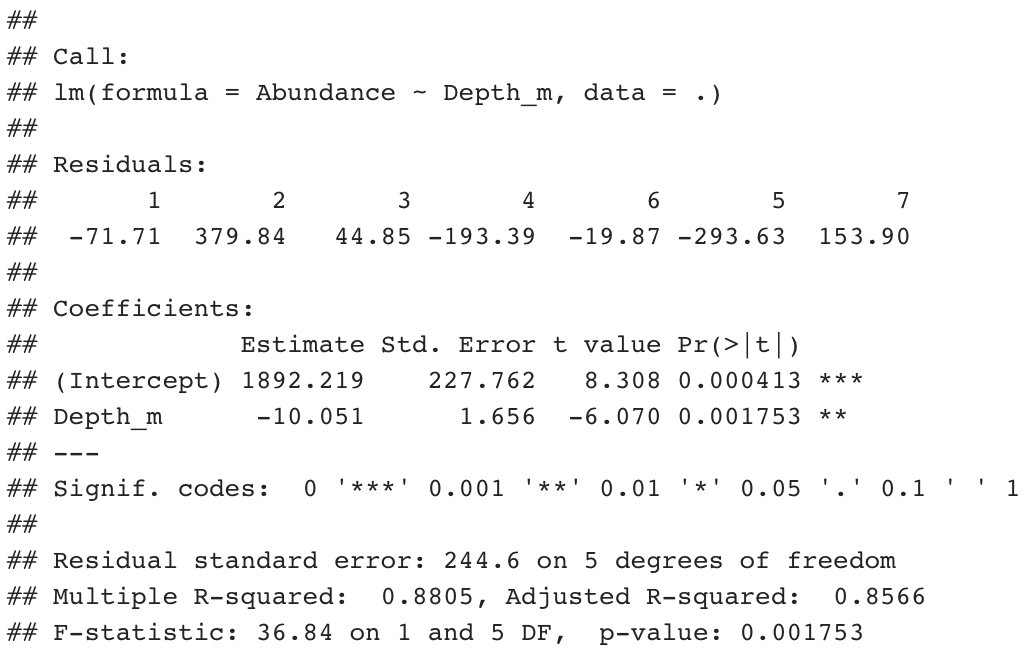 ##
## Call:
## lm(formula = Abundance ~ Depth_m, data = .)
##
## Residuals:
##       1       2       3       4       6       5       7
##  -71.71  379.84   44.85 -193.39  -19.87 -293.63  153.90
##
## Coefficients:
##             Estimate Std. Error t value Pr(>|t|)
## (Intercept) 1892.219    227.762   8.308 0.000413 ***
## Depth_m      -10.051      1.656  -6.070 0.001753 **
## ---
## Signif. codes:  0 '***' 0.001 '**' 0.01 '*' 0.05 '.' 0.1 ' ' 1
##
## Residual standard error: 244.6 on 5 degrees of freedom
## Multiple R-squared:  0.8805, Adjusted R-squared:  0.8566
## F-statistic: 36.84 on 1 and 5 DF,  p-value: 0.001753